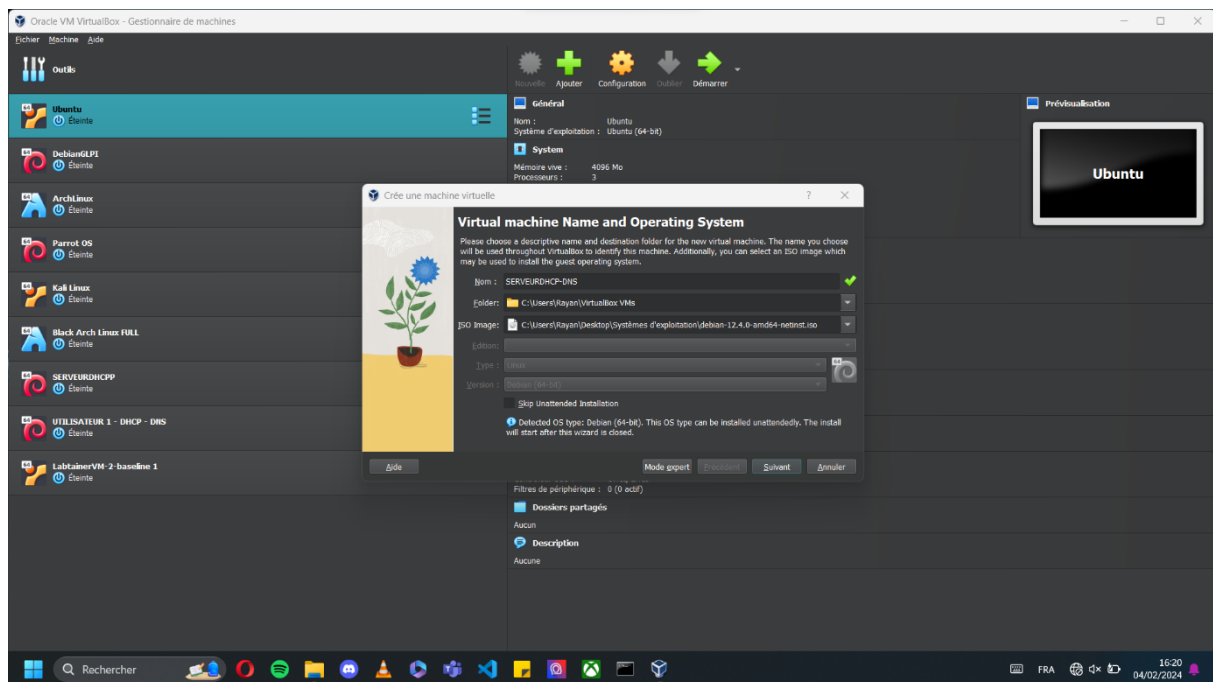 Oracle VM VirtualBox - Gestionnaire de machines
Fichier Machine Aide
Outils
Nouvelle Ajouter Configuration Oublier Démarrer
Ubuntu
Éteinte
DebianGLPI
Éteinte
ArchLinux
Éteinte
Parrot OS
Éteinte
Kali Linux
Éteinte
Black Arch Linux FULL
Éteinte
SERVEURDHCPP
Éteinte
UTILISATEUR 1 - DHCP - DNS
Éteinte
LabtainerVM-2-baseline 1
Éteinte
Général
Nom : Ubuntu
Système d'exploitation : Ubuntu (64-bit)
System
Mémoire vive : 4096 Mo
Processeurs : 3
Prévisualisation
Ubuntu
Crée une machine virtuelle
Virtual machine Name and Operating System
Please choose a descriptive name and destination folder for the new virtual machine. The name you choose
will be used throughout VirtualBox to identify this machine. Additionally, you can select an ISO image which
may be used to install the guest operating system.
Nom : SERVEURDHCP-DNS
Folder: C:\Users\Rayan\VirtualBox VMs
ISO Image: C:\Users\Rayan\Desktop\Systèmes d'exploitation\debian-12.4.0-amd64-netinst.iso
Edition:
Type : Linux
Version : Debian (64-bit)
Skip Unattended Installation
Detected OS type: Debian (64-bit). This OS type can be installed unattendedly. The install
will start after this wizard is closed.
Aide Mode expert Précédent Suivant Annuler
Filtres de périphérique : 0 (0 actif)
Dossiers partagés
Aucun
Description
Aucune
Rechercher
FRA
16:20
04/02/2024